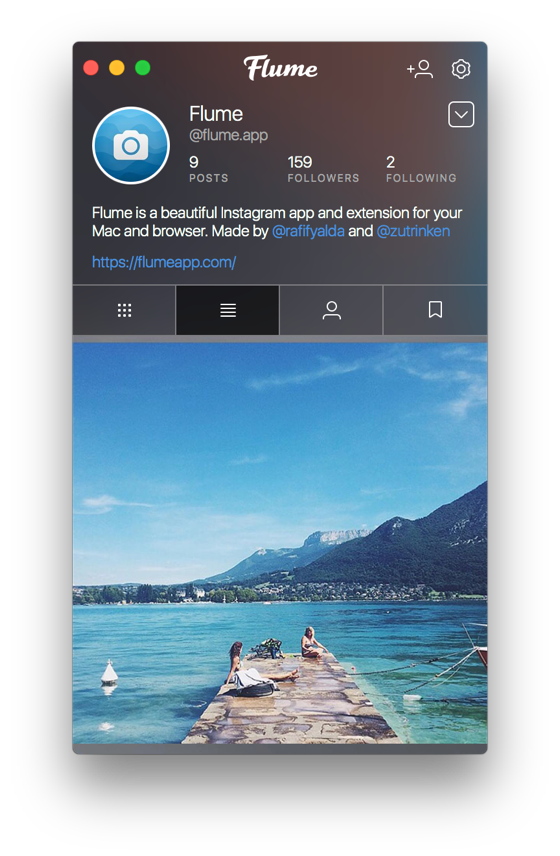 Flume
Flume
@flume.app
9 159 2
POSTS FOLLOWERS FOLLOWING
Flume is a beautiful Instagram app and extension for your
Mac and browser. Made by @rafifyalda and @zutrinken
https://flumeapp.com/